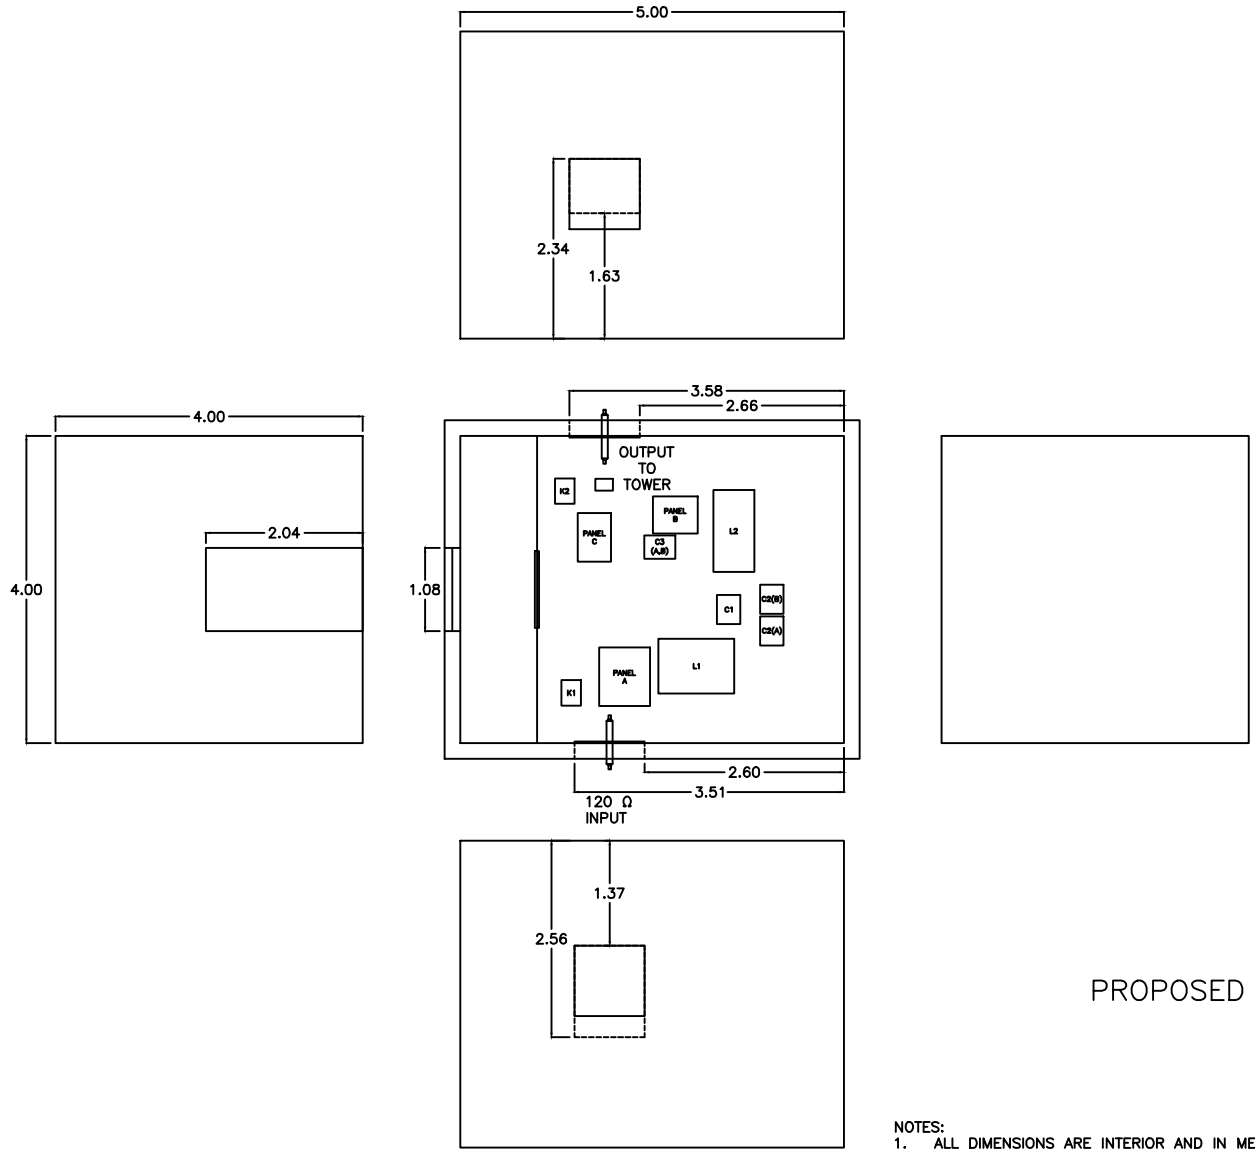 5.00
2.34
1.63
3.58
4.00
2.66
OUTPUT
TO
TOWER
K2
PANEL
B
L2
PANEL
C
2.04
C3
(A,B)
4.00
1.08
C2(B)
C1
C2(A)
L1
PANEL
A
K1
2.60
3.51
120 Ω
INPUT
1.37
2.56
PROPOSED
NOTES:
1. ALL DIMENSIONS ARE INTERIOR AND IN ME